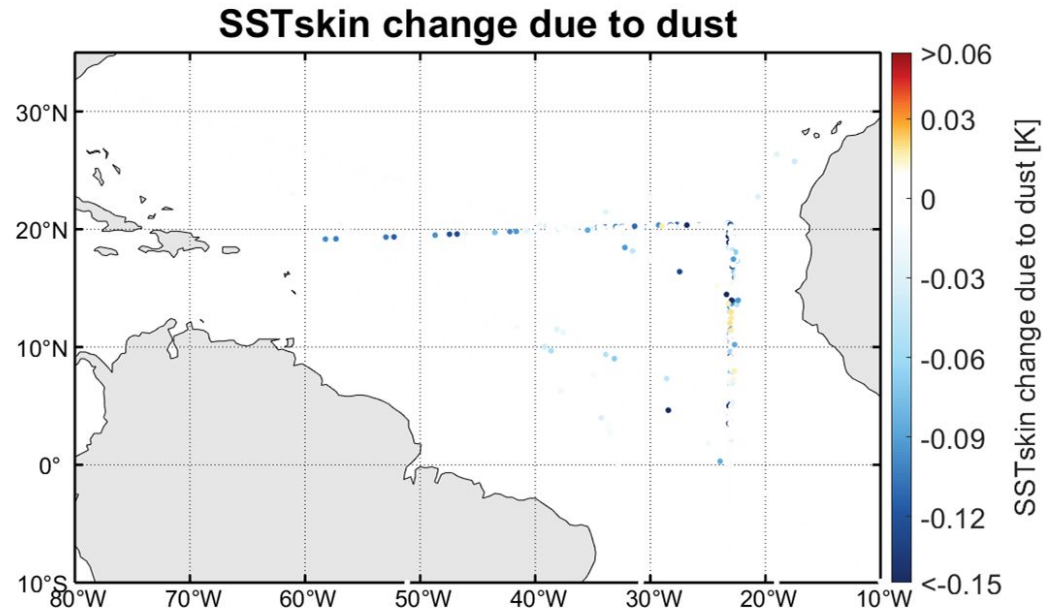 SSTskin change due to dust
30°N
20°N
10°N
0°
10°S
80°W
70°W
60°W
50°W
40°W
30°W
20°W
10°W
>0.06
0.03
0
-0.03
-0.06
-0.09
-0.12
<-0.15
SSTskin change due to dust [K]